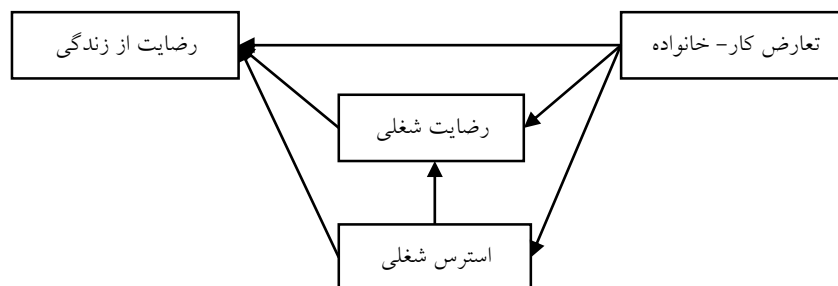 تعارض کار- خانواده
رضایت از زندگی
رضایت شغلی
استرس شغلی